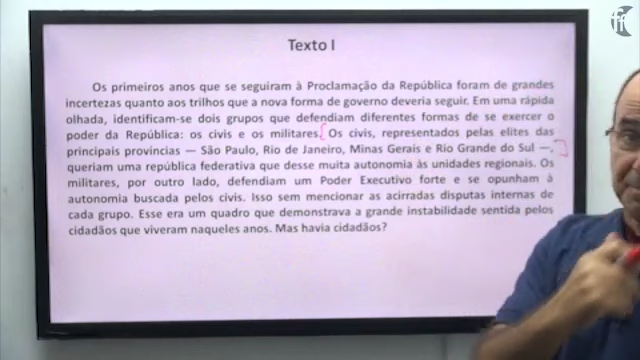 ff
Texto I
Os primeiros anos que se seguiram à Proclamação da República foram de grandes
incertezas quanto aos trilhos que a nova forma de governo deveria seguir. Em uma rápida
olhada, identificam-se dois grupos que defendiam diferentes formas de se exercer o
poder da República: os civis e os militares. Os civis, representados pelas elites das
principais províncias — São Paulo, Rio de Janeiro, Minas Gerais e Rio Grande do Sul —,
queriam uma república federativa que desse muita autonomia às unidades regionais. Os
militares, por outro lado, defendiam um Poder Executivo forte e se opunham à
autonomia buscada pelos civis. Isso sem mencionar as acirradas disputas internas de
cada grupo. Esse era um quadro que demonstrava a grande instabilidade sentida pelos
cidadãos que viveram naqueles anos. Mas havia cidadãos?